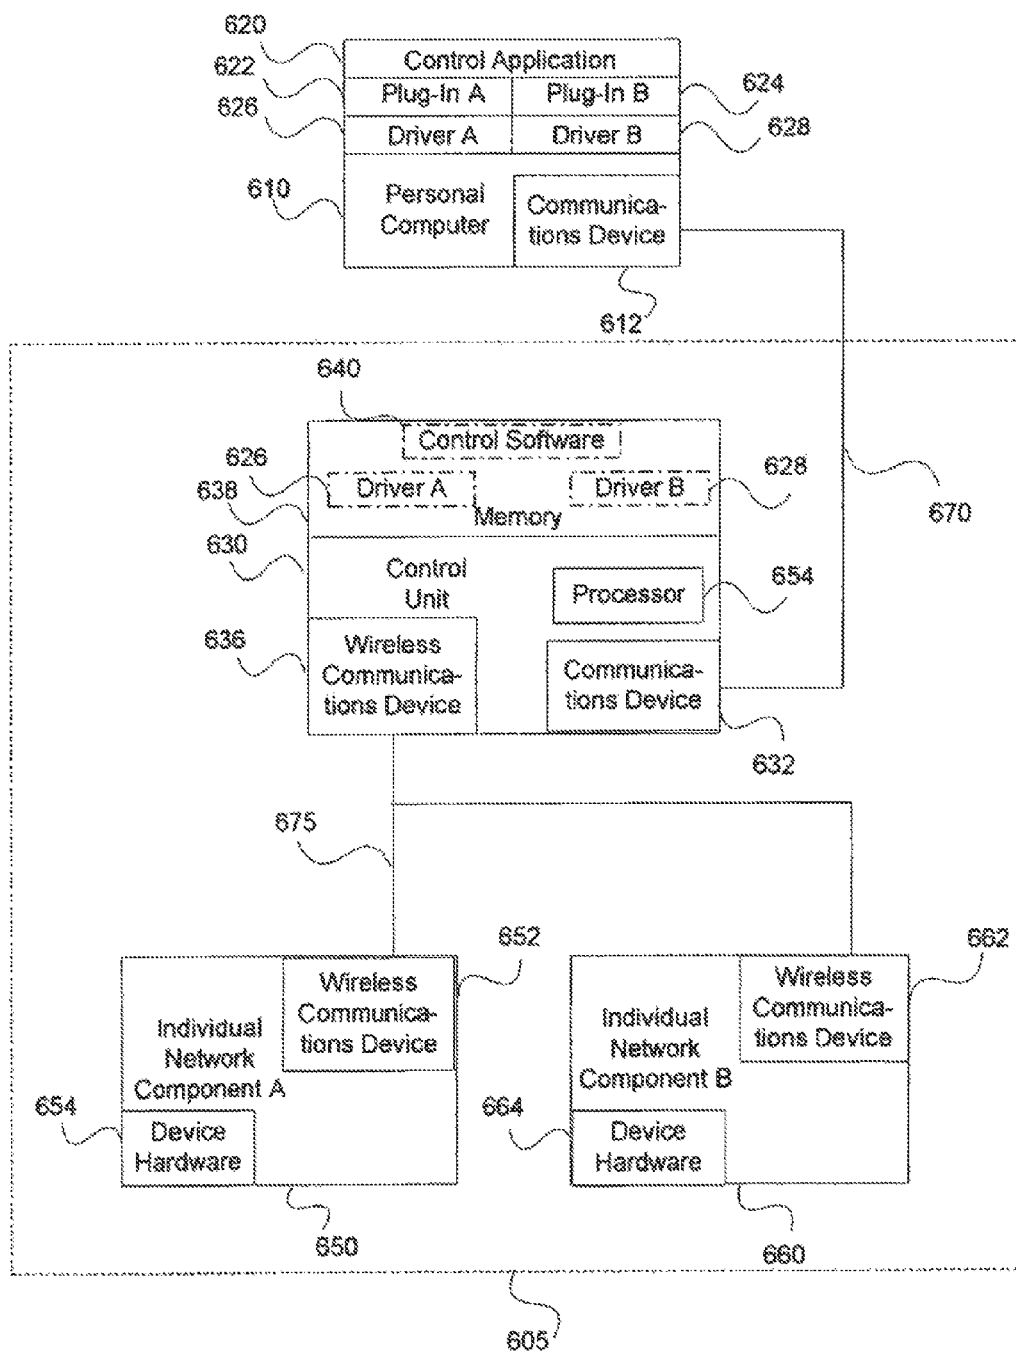 620
Control Application
622
Plug-In A
Plug-In B
624
626
Driver A
Driver B
628
610
Personal
Computer
Communica-
tions Device
612
640
Control Software
626
Driver A
Driver B
628
638
Memory
670
630
Control
Unit
Processor
654
636
Wireless
Communica-
tions Device
Communica-
tions Device
632
675
652
Wireless
Communica-
tions Device
Individual
Network
Component A
654
Device
Hardware
650
662
Wireless
Communica-
tions Device
Individual
Network
Component B
664
Device
Hardware
660
605